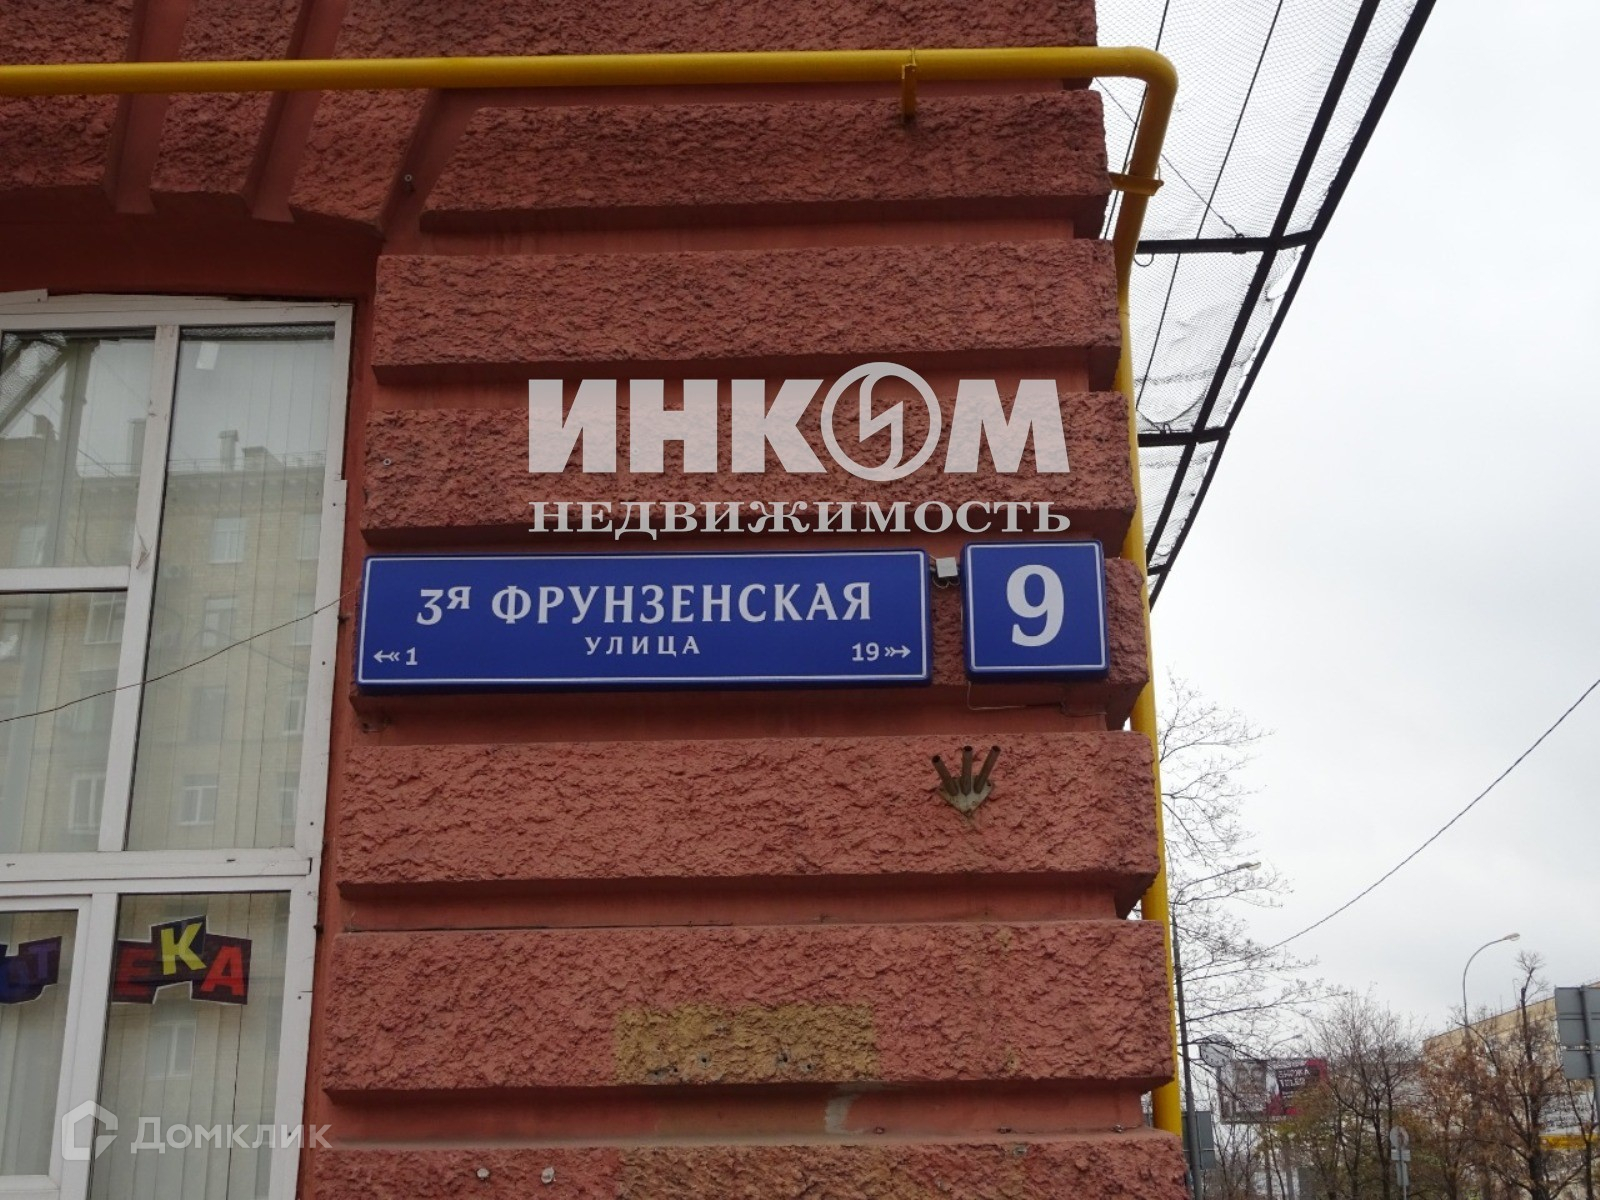 ИНКОМ
НЕДВИЖИМОСТЬ
3я ФРУНЗЕНСКАЯ
УЛИЦА
1
19
9
ЕКА
Домклик